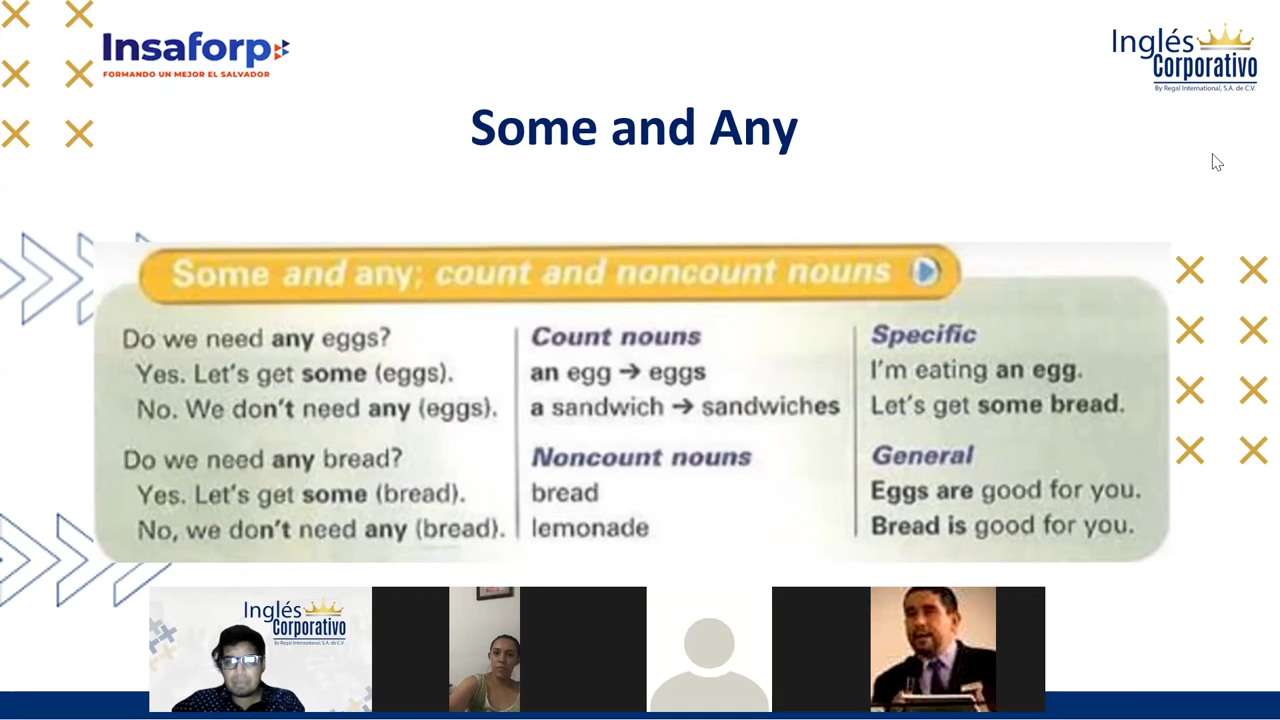 Insaforp
FORMANDO UN MEJOR EL SALVADOR
Inglés
Corporativo
By Regal International, S.A. de C.V.
Some and Any
Some and any; count and noncount nouns
Do we need any eggs?
Yes. Let's get some (eggs).
No. We don't need any (eggs).
Do we need any bread?
Yes. Let's get some (bread).
No, we don't need any (bread).
Count nouns
an egg → eggs
a sandwich → sandwiches
Noncount nouns
bread
lemonade
Specific
I'm eating an egg.
Let's get some bread.
General
Eggs are good for you.
Bread is good for you.
Inglés
Corporativo
By Regal International, S.A. de C.V.